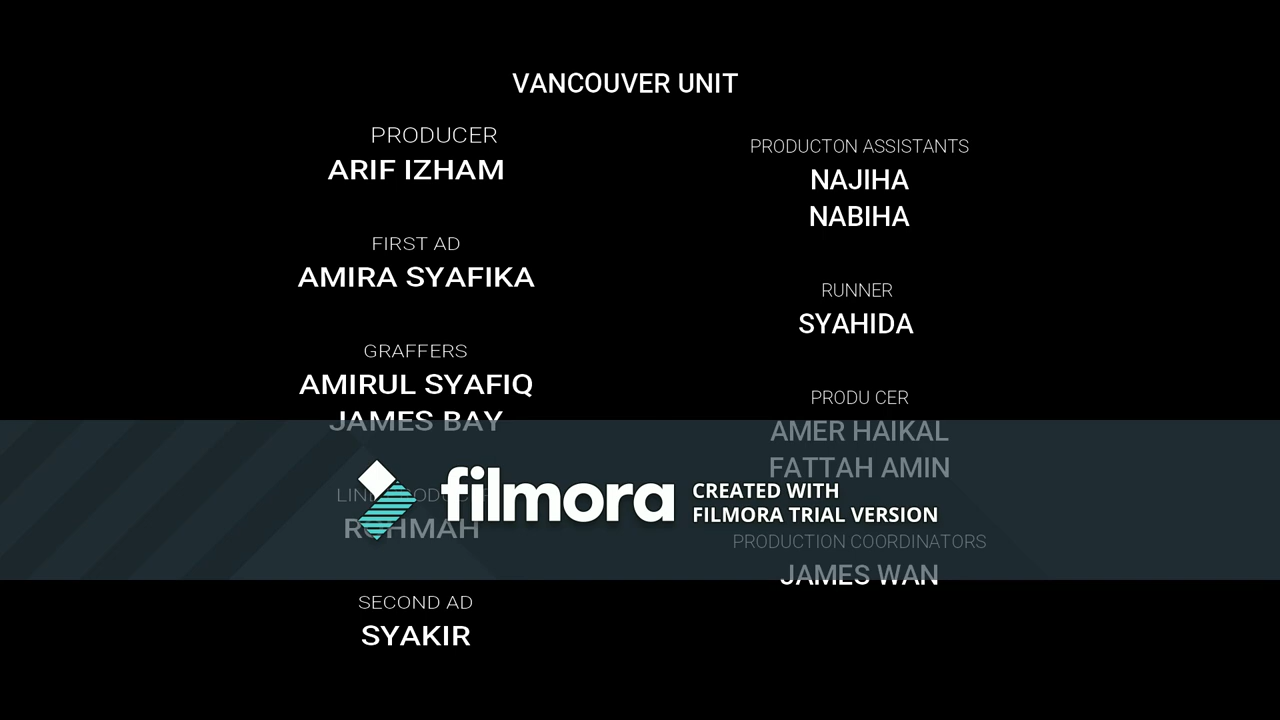 VANCOUVER UNIT
PRODUCER
ARIF IZHAM
FIRST AD
AMIRA SYAFIKA
GRAFFERS
AMIRUL SYAFIQ
JAMES BAY
ROHMAH
SECOND AD
SYAKIR
PRODUCTON ASSISTANTS
NAJIHA
NABIHA
RUNNER
SYAHIDA
PRODU CER
AMER HAIKAL
FATTAH AMIN
PRODUCTION COORDINATORS
JAMES WAN
filmora
CREATED WITH
FILMORA TRIAL VERSION